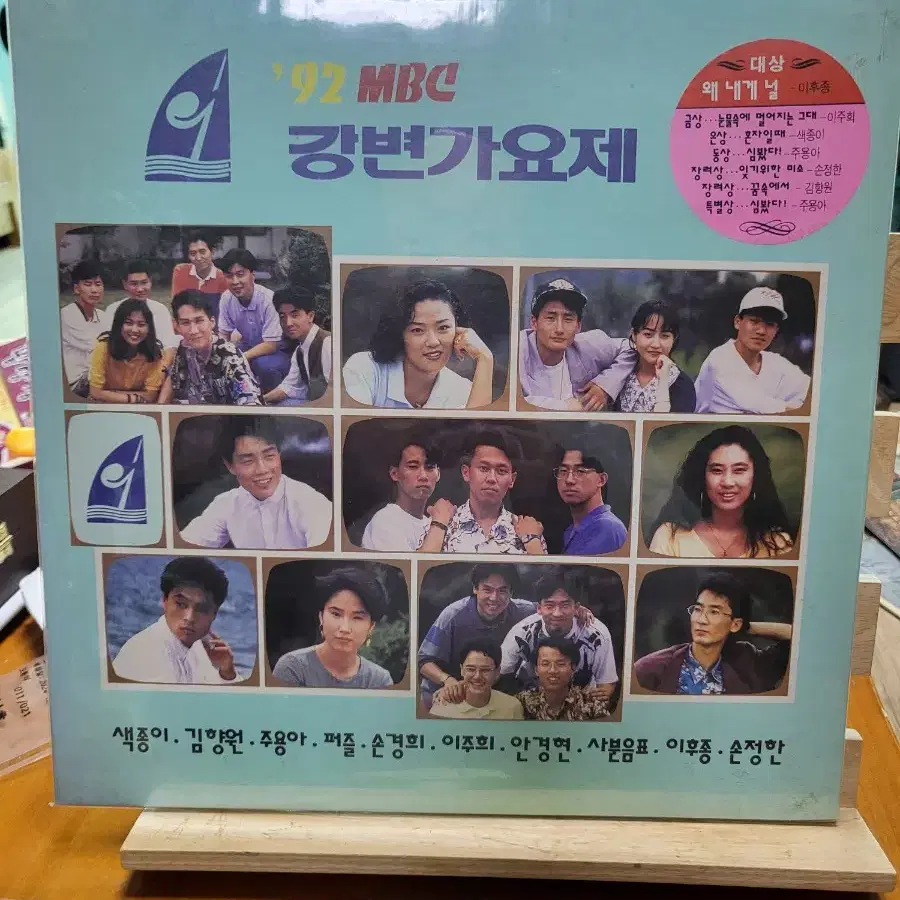 '92 MBC
강변가요제
대상
왜 내게 널 - 이후종
금상...눈물속에 멀어지는 그대 - 이주희
은상...혼자일때 - 색종이
동상...심봤다! - 주용아
장려상...잊기위한 미소 - 손정한
장려상...꿈속에서 - 김향원
특별상...심봤다! - 주용아
색종이 . 김향원 . 주용아 . 퍼즐 . 손경희 . 이주희 . 안경현 . 사분음표 . 이후종 . 손정한